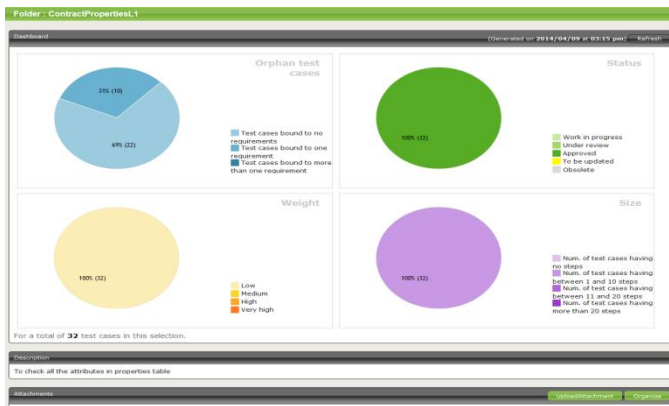 Folder : ContractPropertiesL1
Dashboard
(Generated on 2014/04/09 at 03:15 pm) Refresh
Orphan test
cases
31% (10)
69% (22)
Test cases bound to no
requirements
Test cases bound to one
requirement
Test cases bound to more
than one requirement
Status
100% (32)
Work in progress
Under review
Approved
To be updated
Obsolete
Weight
100% (32)
Low
Medium
High
Very high
Size
100% (32)
Num. of test cases having
no steps
Num. of test cases having
between 1 and 10 steps
Num. of test cases having
between 11 and 20 steps
Num. of test cases having
more than 20 steps
For a total of 32 test cases in this selection.
Description
To check all the attributes in properties table
Attachments
UploadAttachment Organize